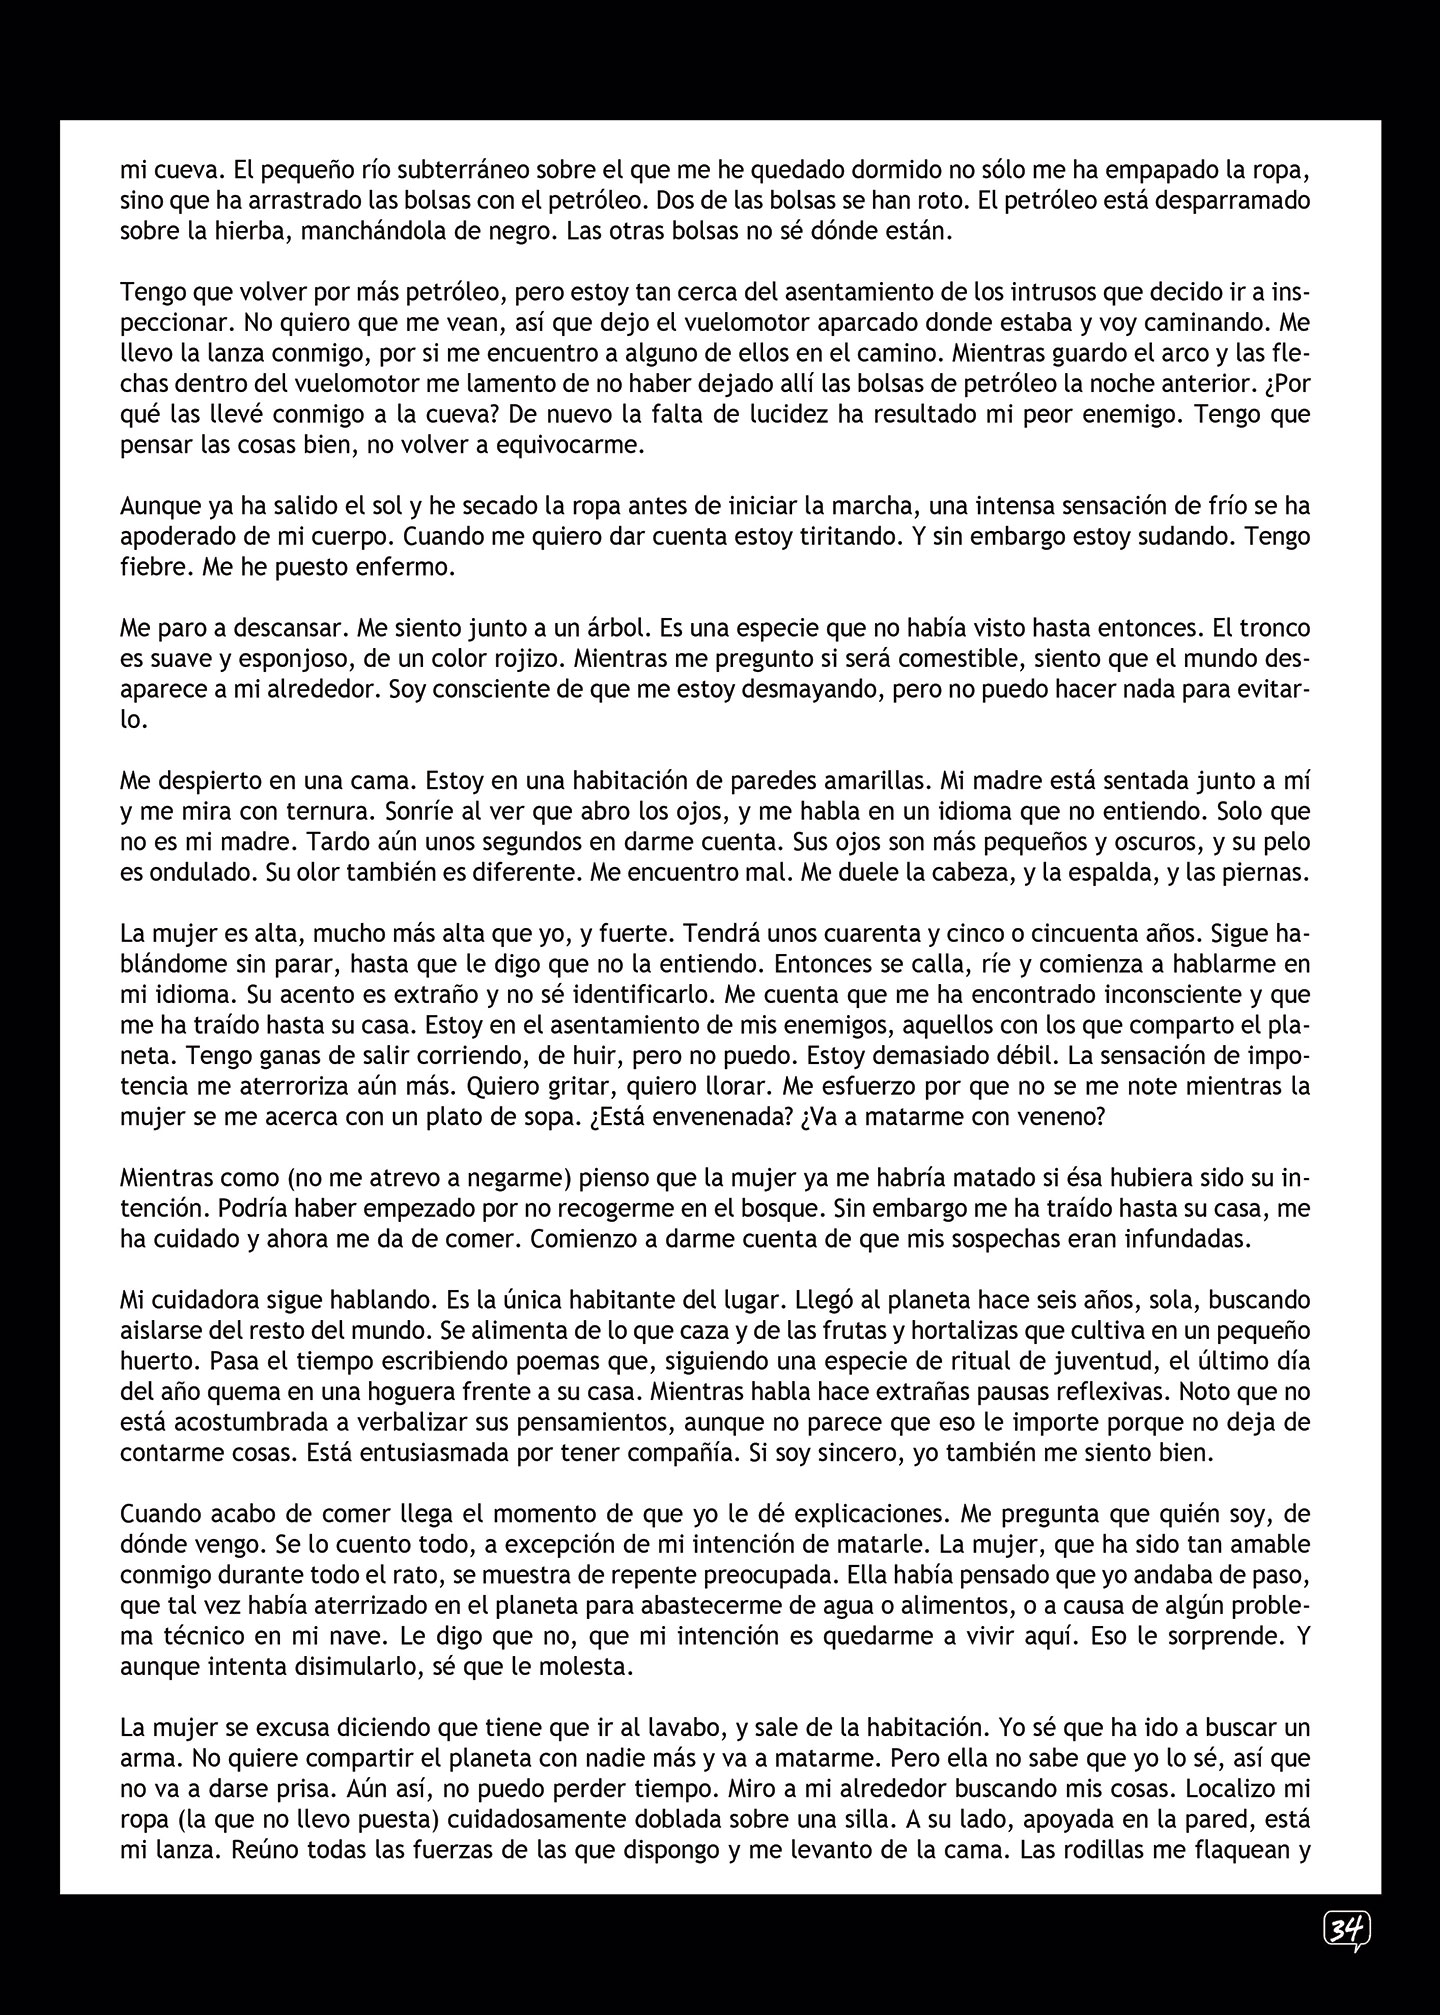 mi cueva. El pequeño río subterráneo sobre el que me he quedado dormido no sólo me ha empapado la ropa,
sino que ha arrastrado las bolsas con el petróleo. Dos de las bolsas se han roto. El petróleo está desparramado
sobre la hierba, manchándola de negro. Las otras bolsas no sé dónde están.
Tengo que volver por más petróleo, pero estoy tan cerca del asentamiento de los intrusos que decido ir a ins-
peccionar. No quiero que me vean, así que dejo el vuelomotor aparcado donde estaba y voy caminando. Me
llevo la lanza conmigo, por si me encuentro a alguno de ellos en el camino. Mientras guardo el arco y las fle-
chas dentro del vuelomotor me lamento de no haber dejado allí las bolsas de petróleo la noche anterior. ¿Por
qué las llevé conmigo a la cueva? De nuevo la falta de lucidez ha resultado mi peor enemigo. Tengo que
pensar las cosas bien, no volver a equivocarme.
Aunque ya ha salido el sol y he secado la ropa antes de iniciar la marcha, una intensa sensación de frío se ha
apoderado de mi cuerpo. Cuando me quiero dar cuenta estoy tiritando. Y sin embargo estoy sudando. Tengo
fiebre. Me he puesto enfermo.
Me paro a descansar. Me siento junto a un árbol. Es una especie que no había visto hasta entonces. El tronco
es suave y esponjoso, de un color rojizo. Mientras me pregunto si será comestible, siento que el mundo des-
aparece a mi alrededor. Soy consciente de que me estoy desmayando, pero no puedo hacer nada para evitar-
lo.
Me despierto en una cama. Estoy en una habitación de paredes amarillas. Mi madre está sentada junto a mí
y me mira con ternura. Sonríe al ver que abro los ojos, y me habla en un idioma que no entiendo. Solo que
no es mi madre. Tardo aún unos segundos en darme cuenta. Sus ojos son más pequeños y oscuros, y su pelo
es ondulado. Su olor también es diferente. Me encuentro mal. Me duele la cabeza, y la espalda, y las piernas.
La mujer es alta, mucho más alta que yo, y fuerte. Tendrá unos cuarenta y cinco o cincuenta años. Sigue ha-
blándome sin parar, hasta que le digo que no la entiendo. Entonces se calla, ríe y comienza a hablarme en
mi idioma. Su acento es extraño y no sé identificarlo. Me cuenta que me ha encontrado inconsciente y que
me ha traído hasta su casa. Estoy en el asentamiento de mis enemigos, aquellos con los que comparto el pla-
neta. Tengo ganas de salir corriendo, de huir, pero no puedo. Estoy demasiado débil. La sensación de impo-
tencia me aterroriza aún más. Quiero gritar, quiero llorar. Me esfuerzo por que no se me note mientras la
mujer se me acerca con un plato de sopa. ¿Está envenenada? ¿Va a matarme con veneno?
Mientras como (no me atrevo a negarme) pienso que la mujer ya me habría matado si ésa hubiera sido su in-
tención. Podría haber empezado por no recogerme en el bosque. Sin embargo me ha traído hasta su casa, me
ha cuidado y ahora me da de comer. Comienzo a darme cuenta de que mis sospechas eran infundadas.
Mi cuidadora sigue hablando. Es la única habitante del lugar. Llegó al planeta hace seis años, sola, buscando
aislarse del resto del mundo. Se alimenta de lo que caza y de las frutas y hortalizas que cultiva en un pequeño
huerto. Pasa el tiempo escribiendo poemas que, siguiendo una especie de ritual de juventud, el último día
del año quema en una hoguera frente a su casa. Mientras habla hace extrañas pausas reflexivas. Noto que no
está acostumbrada a verbalizar sus pensamientos, aunque no parece que eso le importe porque no deja de
contarme cosas. Está entusiasmada por tener compañía. Si soy sincero, yo también me siento bien.
Cuando acabo de comer llega el momento de que yo le dé explicaciones. Me pregunta que quién soy, de
dónde vengo. Se lo cuento todo, a excepción de mi intención de matarle. La mujer, que ha sido tan amable
conmigo durante todo el rato, se muestra de repente preocupada. Ella había pensado que yo andaba de paso,
que tal vez había aterrizado en el planeta para abastecerme de agua o alimentos, o a causa de algún proble-
ma técnico en mi nave. Le digo que no, que mi intención es quedarme a vivir aquí. Eso le sorprende. Y
aunque intenta disimularlo, sé que le molesta.
La mujer se excusa diciendo que tiene que ir al lavabo, y sale de la habitación. Yo sé que ha ido a buscar un
arma. No quiere compartir el planeta con nadie más y va a matarme. Pero ella no sabe que yo lo sé, así que
no va a darse prisa. Aún así, no puedo perder tiempo. Miro a mi alrededor buscando mis cosas. Localizo mi
ropa (la que no llevo puesta) cuidadosamente doblada sobre una silla. A su lado, apoyada en la pared, está
mi lanza. Reúno todas las fuerzas de las que dispongo y me levanto de la cama. Las rodillas me flaquean y
34